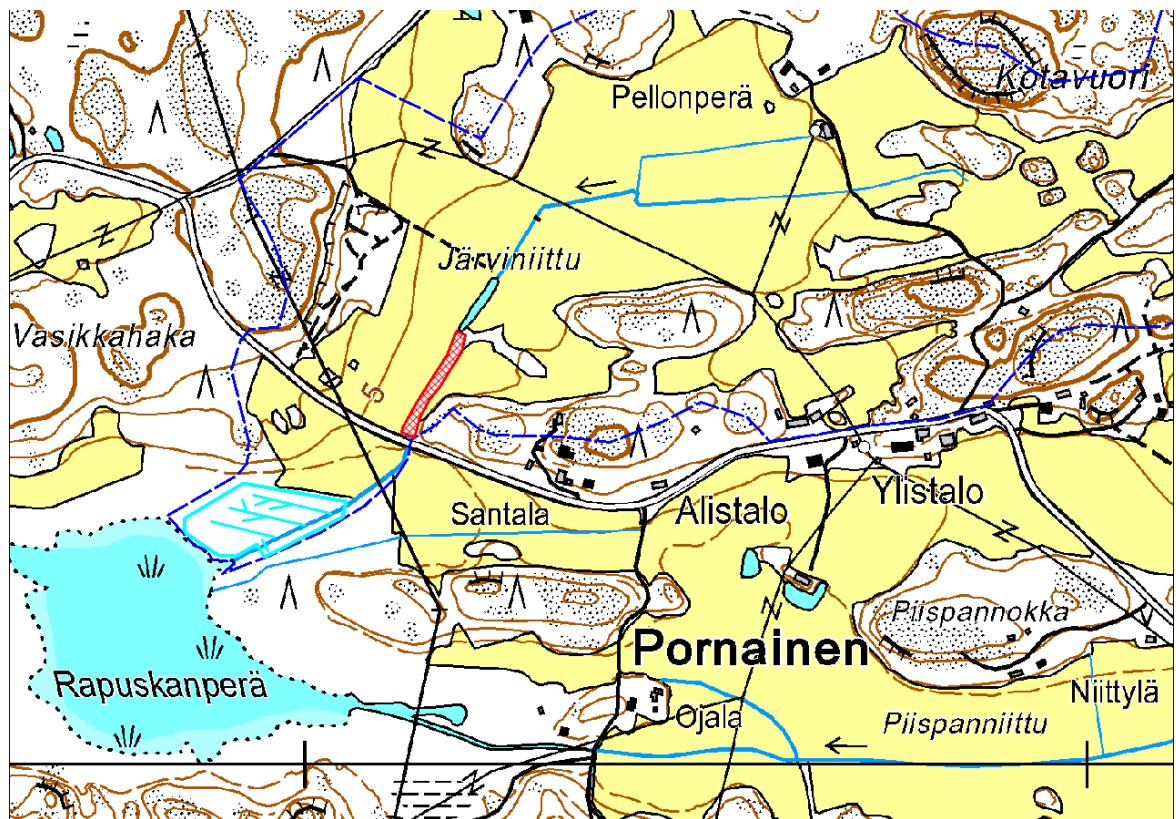 Kotavuori
Pellonperä
Järviniittu
Vasikkahaka
5
Santala
Alistalo
Ylistalo
Piispannokka
Pornainen
Rapuskanperä
Ojala
Niittylä
Piispanniittu